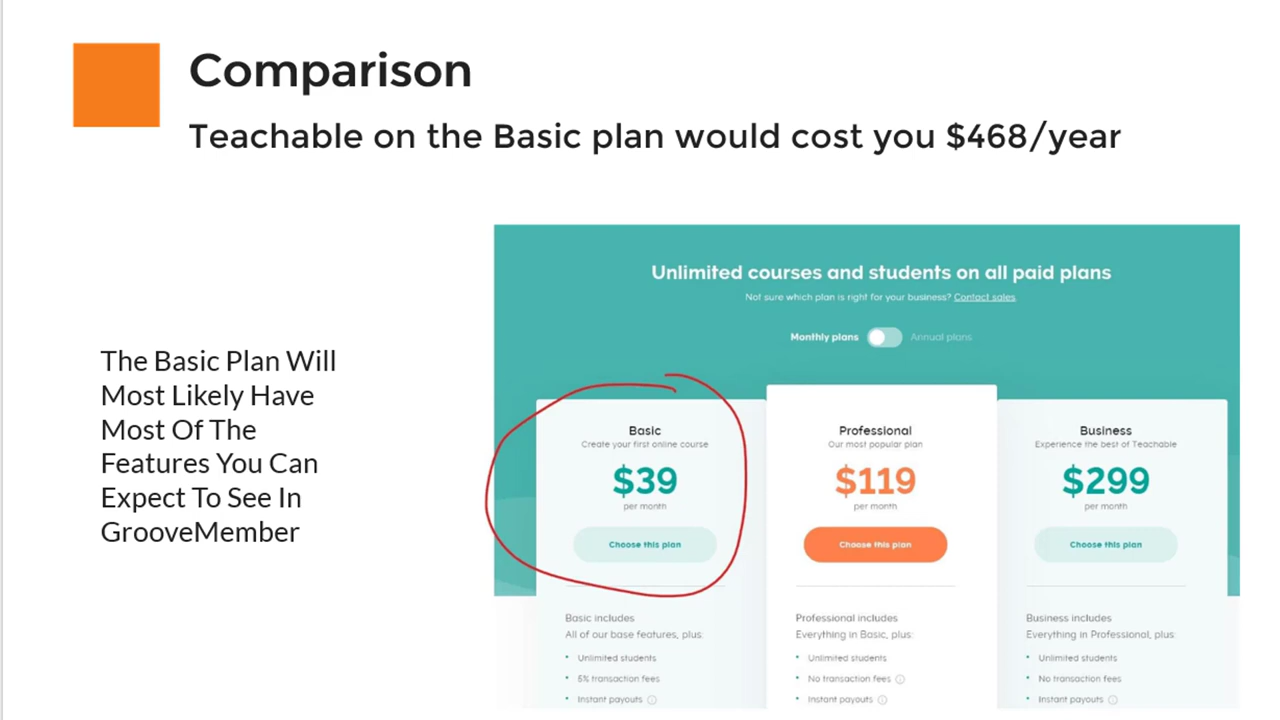 Comparison
Teachable on the Basic plan would cost you $468/year
The Basic Plan Will
Most Likely Have
Most Of The
Features You Can
Expect To See In
GrooveMember
Unlimited courses and students on all paid plans
Not sure which plan is right for your business? Contact sales
Monthly plans Annual plans
Basic
Create your first online course
$39
per month
Choose this plan
Basic includes
All of our base features, plus:
Unlimited students
5% transaction fees
Instant payouts
Professional
Our most popular plan
$119
per month
Choose this plan
Professional includes
Everything in Basic, plus:
Unlimited students
No transaction fees
Instant payouts
Business
Experience the best of Teachable
$299
per month
Choose this plan
Business includes
Everything in Professional, plus:
Unlimited students
No transaction fees
Instant payouts